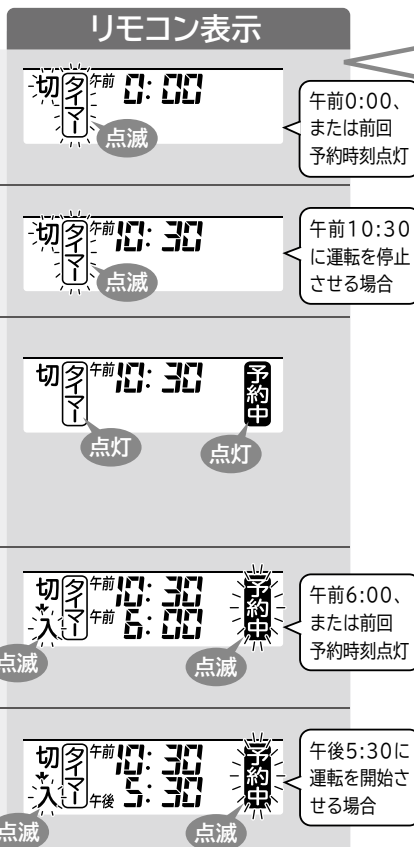 リモコン表示
切 タイマー 午前 0:00
点滅
午前0:00、
または前回
予約時刻点灯
切 タイマー 午前 10:30
点滅
午前10:30
に運転を停止
させる場合
切 タイマー 午前 10:30 予約中
点灯 点灯
切 タイマー 午前 10:30 予約中
入 午前 6:00
点滅 点滅
午前6:00、
または前回
予約時刻点灯
切 タイマー 午前 10:30 予約中
入 午後 5:30
点滅 点滅
午後5:30に
運転を開始さ
せる場合